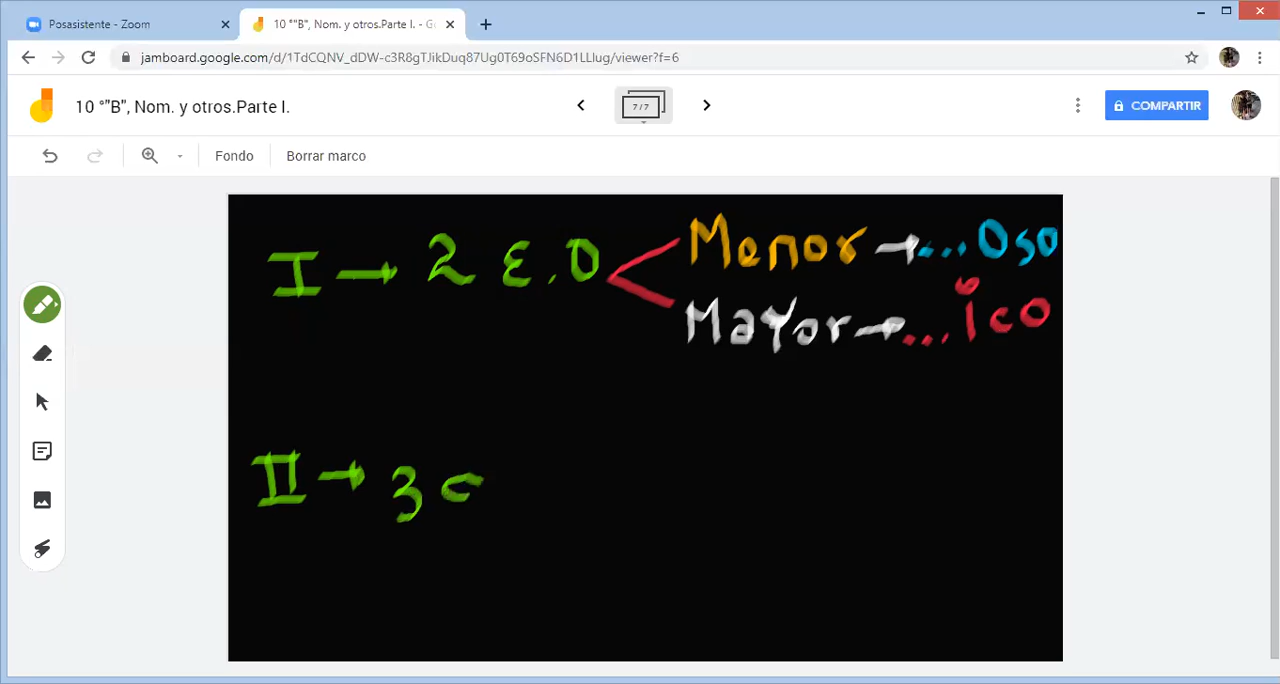 Posasistente - Zoom
10 °"B", Nom. y otros.Parte I. - Go
jamboard.google.com/d/1TdCQNV_dDW-c3R8gTJikDuq87Ug0T69oSFN6D1LLlug/viewer?f=6
10 °"B", Nom. y otros.Parte I.
7/7
COMPARTIR
Fondo
Borrar marco
I → 2 E.O
Menor → ...Oso
Mayor → ...ico
II → 3